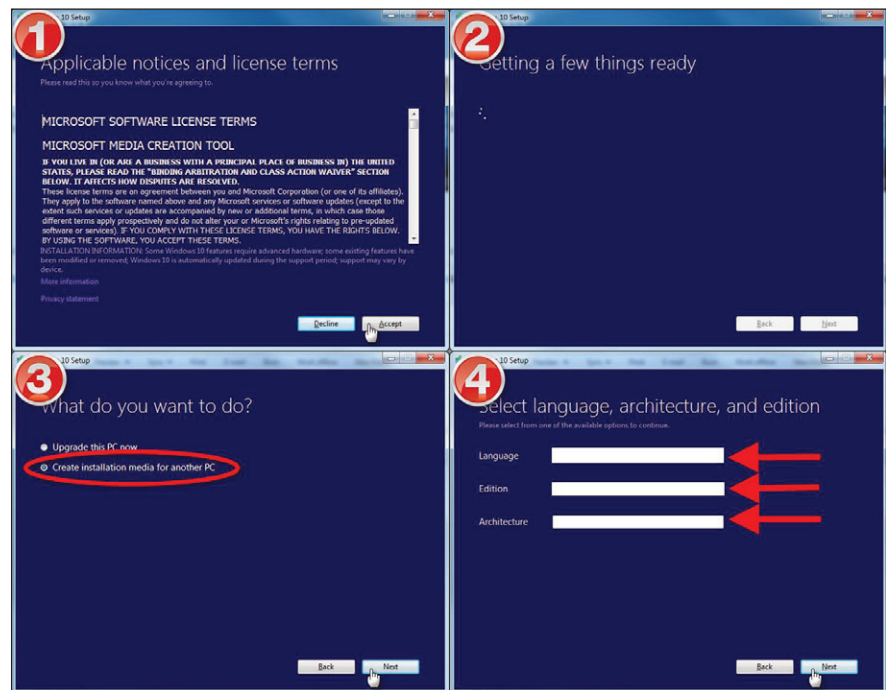 1
10 Setup
Applicable notices and license terms
Please read this so you know what you're agreeing to.
MICROSOFT SOFTWARE LICENSE TERMS
MICROSOFT MEDIA CREATION TOOL
IF YOU LIVE IN (OR ARE A BUSINESS WITH A PRINCIPAL PLACE OF BUSINESS IN) THE UNITED
STATES, PLEASE READ THE "BINDING ARBITRATION AND CLASS ACTION WAIVER" SECTION
BELOW. IT AFFECTS HOW DISPUTES ARE RESOLVED.
These license terms are an agreement between you and Microsoft Corporation (or one of its affiliates).
They apply to the software named above and any Microsoft services or software updates (except to the
extent such services or updates are accompanied by new or additional terms, in which case those
different terms apply prospectively and do not alter your or Microsoft's rights relating to pre-updated
software or services). IF YOU COMPLY WITH THESE LICENSE TERMS, YOU HAVE THE RIGHTS BELOW.
BY USING THE SOFTWARE, YOU ACCEPT THESE TERMS.
INSTALLATION INFORMATION: Some Windows 10 features require advanced hardware; some existing features have
been modified or removed; Windows 10 is automatically updated during the support period; support may vary by
device.
More information
Privacy statement
Decline Accept
2
10 Setup
Getting a few things ready
Back Next
3
10 Setup
What do you want to do?
Upgrade this PC now
Create installation media for another PC
Back Next
4
10 Setup
Select language, architecture, and edition
Please select from one of the available options to continue.
Language
Edition
Architecture
Back Next